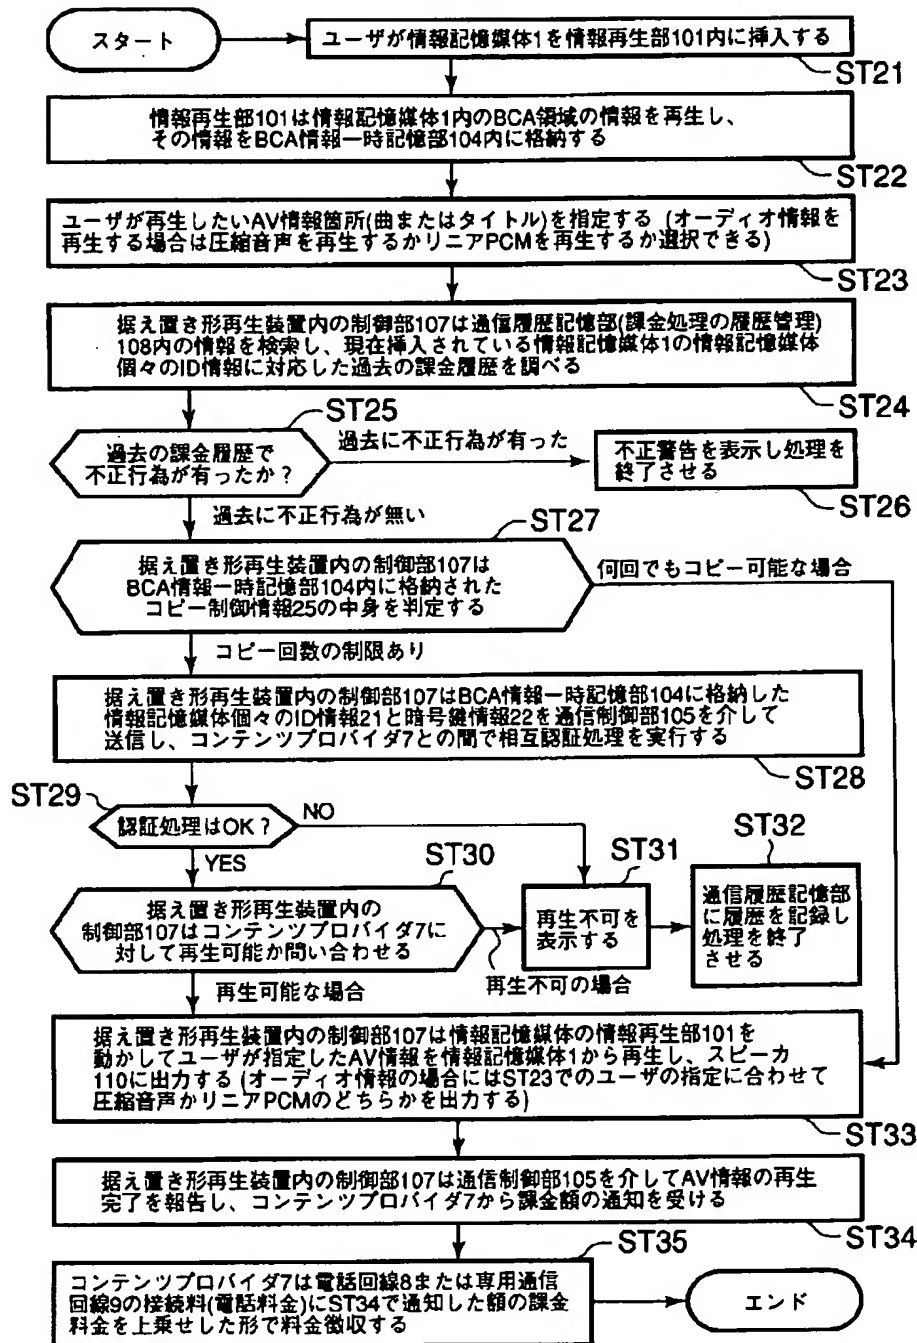 スタート
ユーザが情報記憶媒体1を情報再生部101内に挿入する
ST21
情報再生部101は情報記憶媒体1内のBCA領域の情報を再生し、
その情報をBCA情報一時記憶部104内に格納する
ST22
ユーザが再生したいAV情報箇所(曲またはタイトル)を指定する (オーディオ情報を
再生する場合は圧縮音声を再生するかリニアPCMを再生するか選択できる)
ST23
据え置き形再生装置内の制御部107は通信履歴記憶部(課金処理の履歴管理)
108内の情報を検索し、現在挿入されている情報記憶媒体1の情報記憶媒体
個々のID情報に対応した過去の課金履歴を調べる
ST24
ST25
過去の課金履歴で
不正行為が有ったか?
過去に不正行為が有った
不正警告を表示し処理を
終了させる
ST26
過去に不正行為が無い
ST27
据え置き形再生装置内の制御部107は
BCA情報一時記憶部104内に格納された
コピー制御情報25の中身を判定する
何回でもコピー可能な場合
コピー回数の制限あり
据え置き形再生装置内の制御部107はBCA情報一時記憶部104に格納した
情報記憶媒体個々のID情報21と暗号鍵情報22を通信制御部105を介して
送信し、コンテンツプロバイダ7との間で相互認証処理を実行する
ST28
ST29
認証処理はOK?
NO
YES
ST30
据え置き形再生装置内の
制御部107はコンテンツプロバイダ7に
対して再生可能か問い合わせる
ST31
再生不可を
表示する
ST32
通信履歴記憶部
に履歴を記録し
処理を終了
させる
再生不可の場合
再生可能な場合
据え置き形再生装置内の制御部107は情報記憶媒体の情報再生部101を
動かしてユーザが指定したAV情報を情報記憶媒体1から再生し、スピーカ
110に出力する (オーディオ情報の場合にはST23でのユーザの指定に合わせて
圧縮音声かリニアPCMのどちらかを出力する)
ST33
据え置き形再生装置内の制御部107は通信制御部105を介してAV情報の再生
完了を報告し、コンテンツプロバイダ7から課金額の通知を受ける
ST34
ST35
コンテンツプロバイダ7は電話回線8または専用通信
回線9の接続料(電話料金)にST34で通知した額の課金
料金を上乗せした形で料金徴収する
エンド